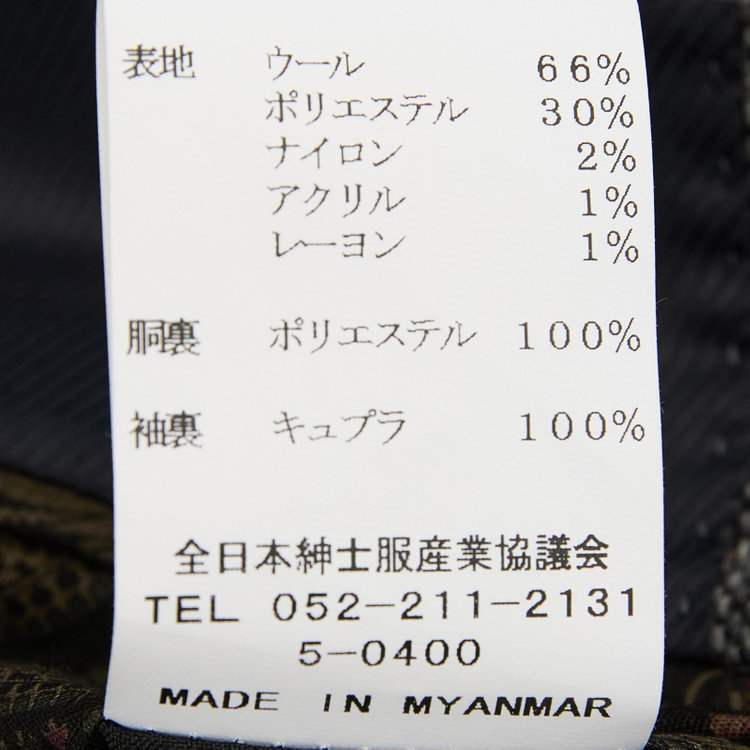 表地 ウール 66%
ポリエステル 30%
ナイロン 2%
アクリル 1%
レーヨン 1%
胴裏 ポリエステル 100%
袖裏 キュプラ 100%
全日本紳士服産業協議会
TEL 052-211-2131
5-0400
MADE IN MYANMAR